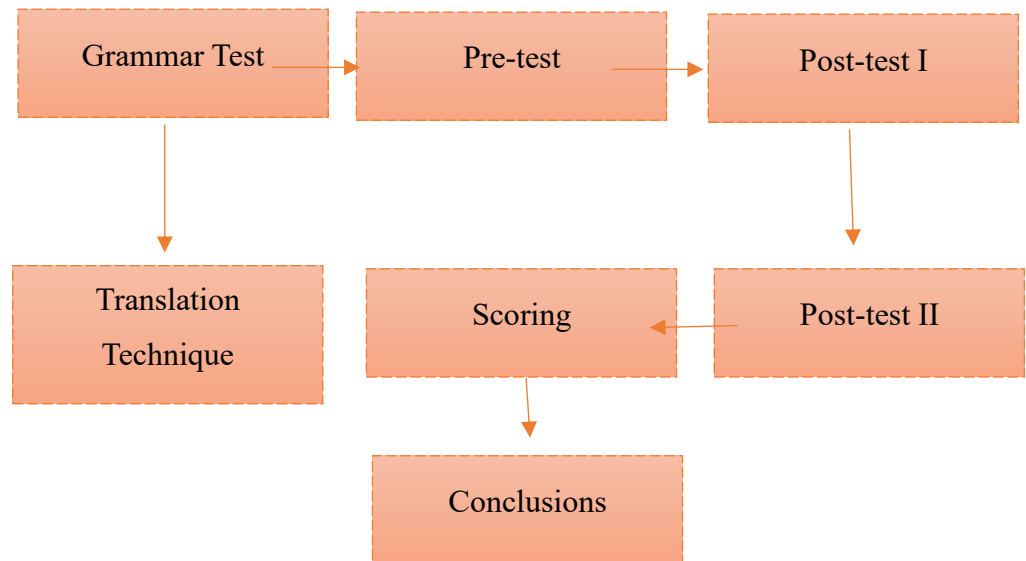 Grammar Test
Pre-test
Post-test I
Translation
Technique
Scoring
Post-test II
Conclusions